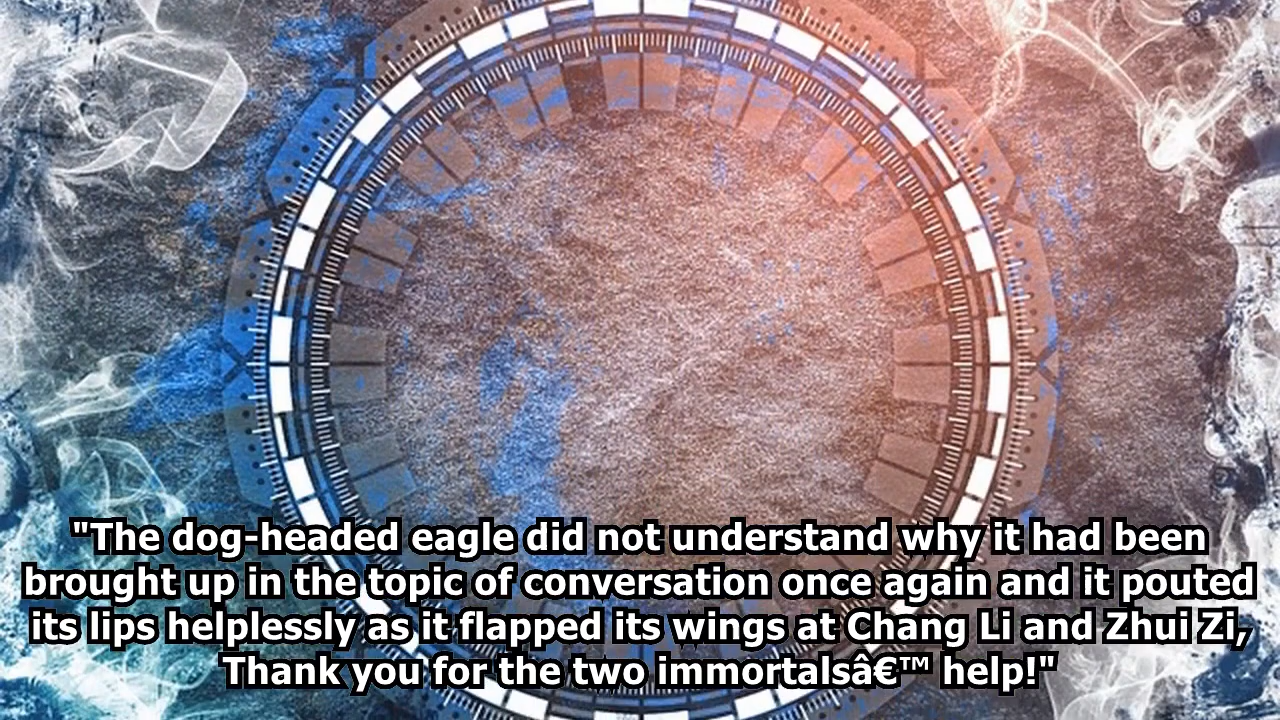 "The dog-headed eagle did not understand why it had been
brought up in the topic of conversation once again and it pouted
its lips helplessly as it flapped its wings at Chang Li and Zhui Zi,
Thank you for the two immortalsâ€™ help!"